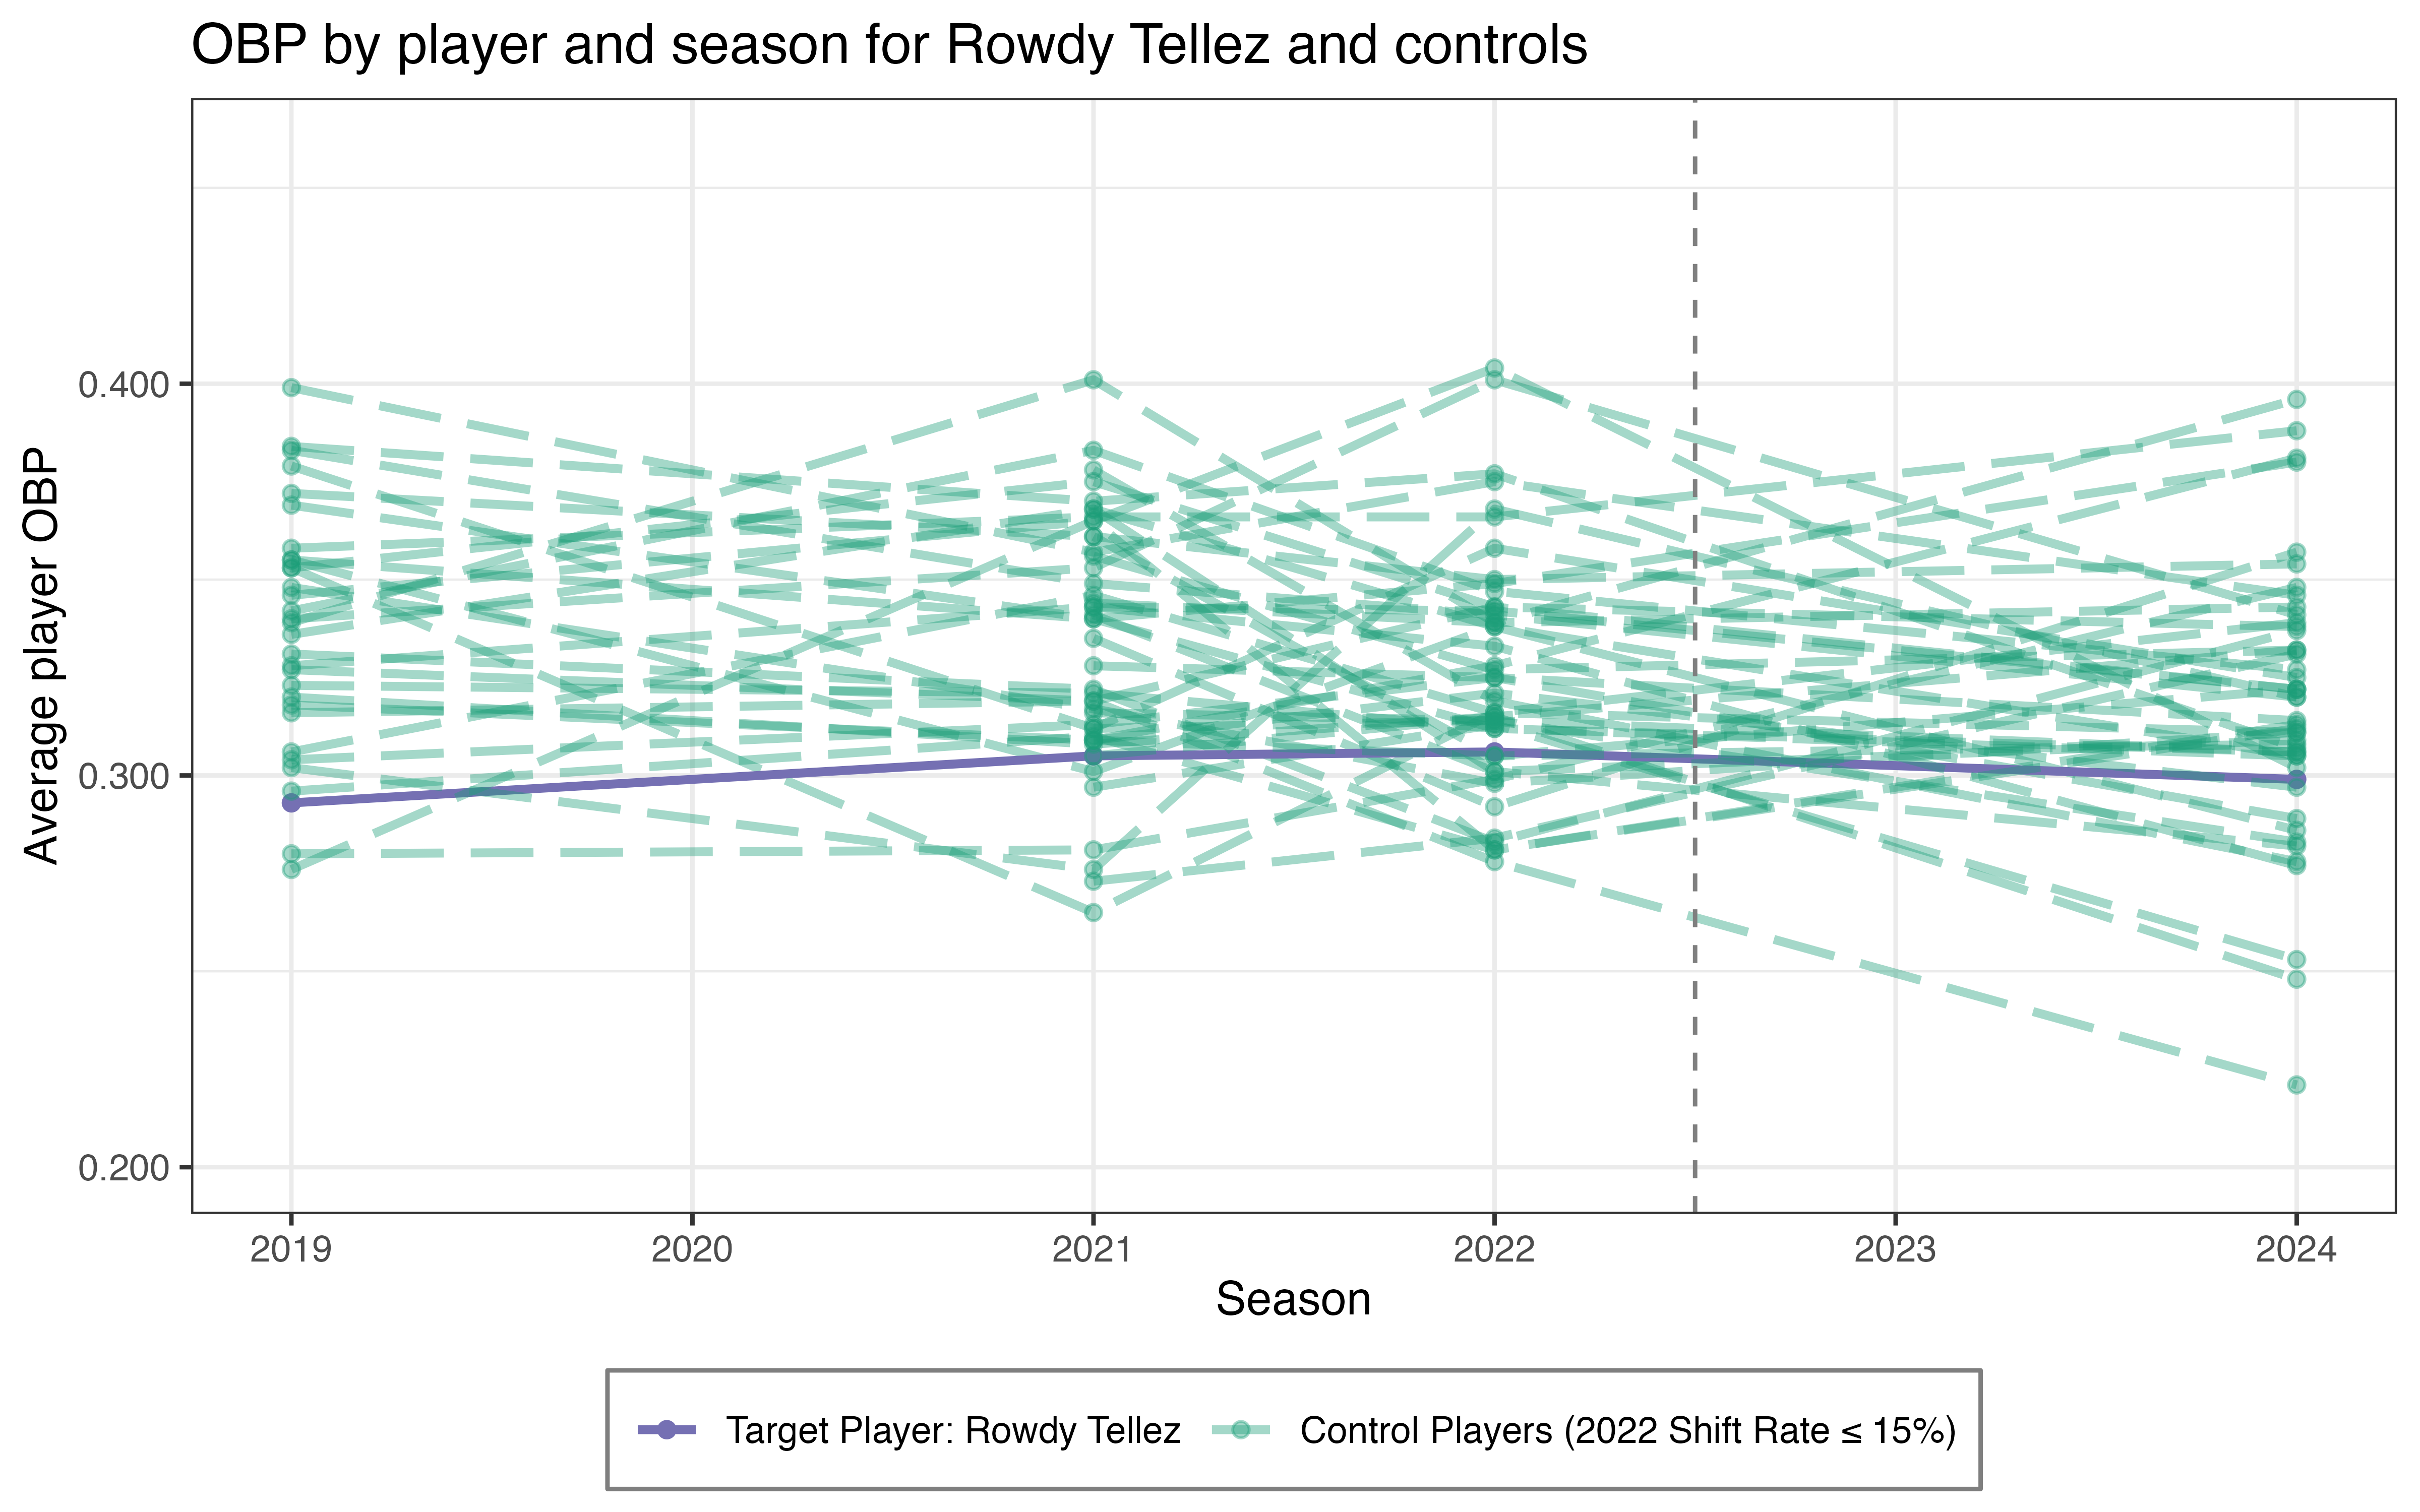 OBP by player and season for Rowdy Tellez and controls
Average player OBP
0.400
0.300
0.200
2019 2020 2021 2022 2023 2024
Season
Target Player: Rowdy Tellez Control Players (2022 Shift Rate ≤ 15%)